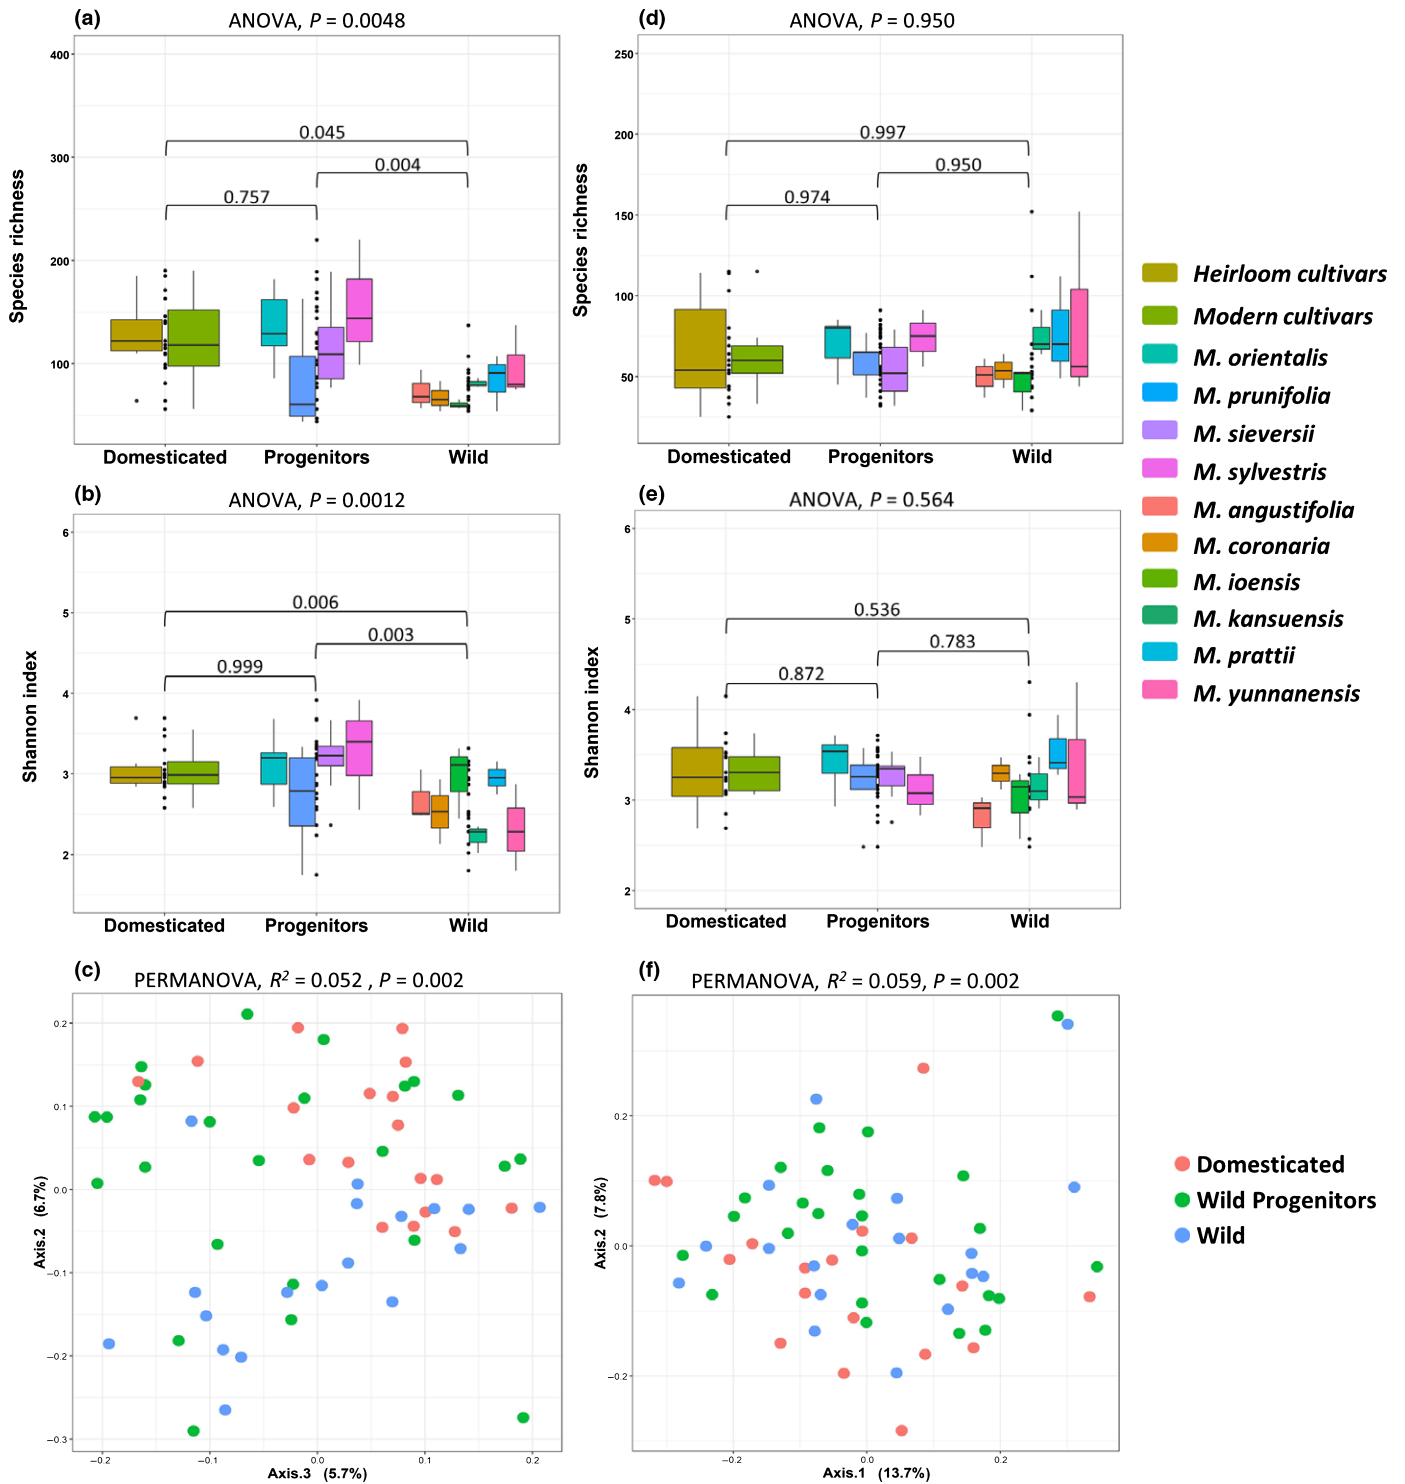 (a)
ANOVA, P = 0.0048
400
300
200
100
Species richness
0.045
0.004
0.757
Domesticated Progenitors Wild
(d)
ANOVA, P = 0.950
250
200
150
100
50
Species richness
0.997
0.950
0.974
Domesticated Progenitors Wild
(b)
ANOVA, P = 0.0012
6
5
4
3
2
Shannon index
0.006
0.003
0.999
Domesticated Progenitors Wild
(e)
ANOVA, P = 0.564
6
5
4
3
2
Shannon index
0.536
0.783
0.872
Domesticated Progenitors Wild
Heirloom cultivars
Modern cultivars
M. orientalis
M. prunifolia
M. sieversii
M. sylvestris
M. angustifolia
M. coronaria
M. ioensis
M. kansuensis
M. prattii
M. yunnanensis
(c)
PERMANOVA, R² = 0.052 , P = 0.002
0.2
0.1
0.0
−0.1
−0.2
−0.3
Axis.2 (6.7%)
−0.2 −0.1 0.0 0.1 0.2
Axis.3 (5.7%)
(f)
PERMANOVA, R² = 0.059, P = 0.002
0.2
0.0
−0.2
Axis.2 (7.8%)
−0.2 0.0 0.2
Axis.1 (13.7%)
Domesticated
Wild Progenitors
Wild